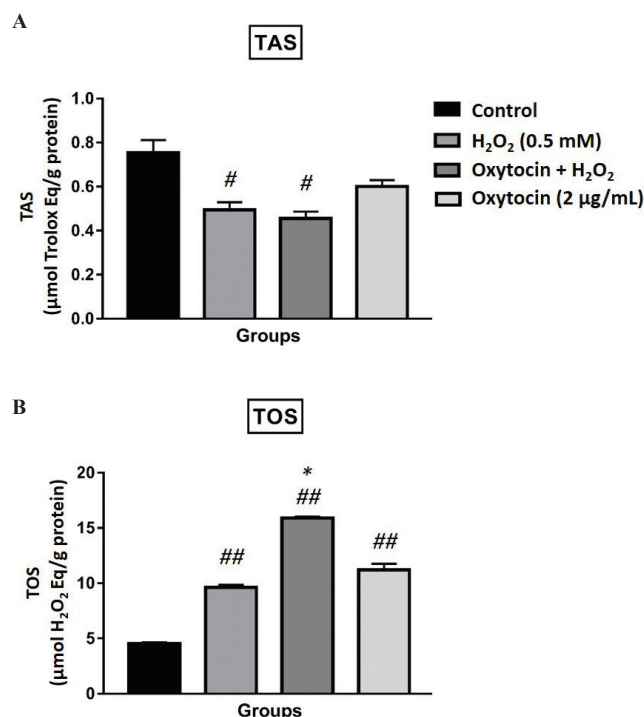 A
TAS
1.0
0.8
0.6
0.4
0.2
0.0
TAS
(µmol Trolox Eq/g protein)
#
#
Groups
Control
H₂O₂ (0.5 mM)
Oxytocin + H₂O₂
Oxytocin (2 µg/mL)
B
TOS
20
15
10
5
0
TOS
(µmol H₂O₂ Eq/g protein)
##
*
##
##
Groups